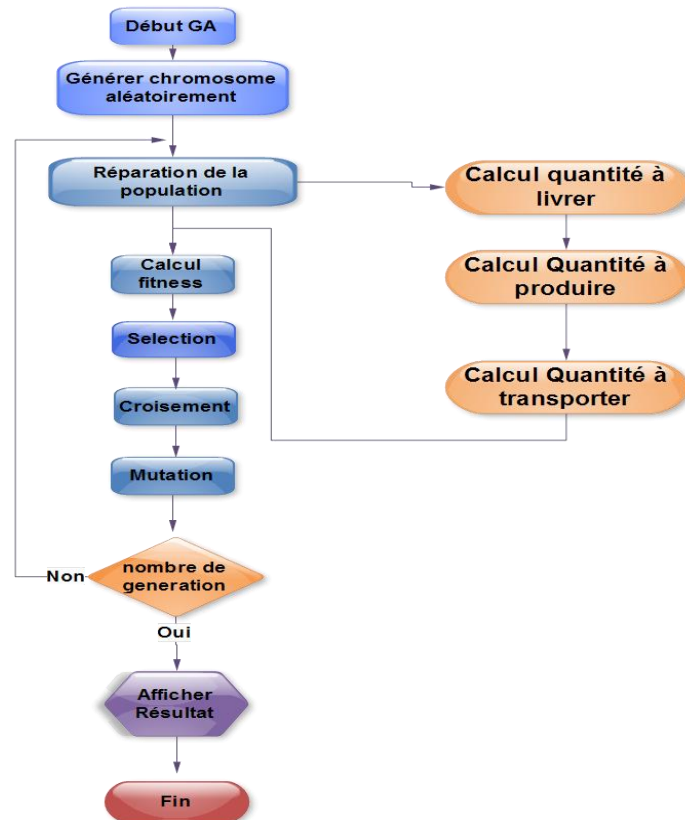 Début GA
Générer chromosome
aléatoirement
Réparation de la
population
Calcul quantité à
livrer
Calcul Quantité à
produire
Calcul Quantité à
transporter
Calcul
fitness
Selection
Croisement
Mutation
nombre de
generation
Non
Oui
Afficher
Résultat
Fin